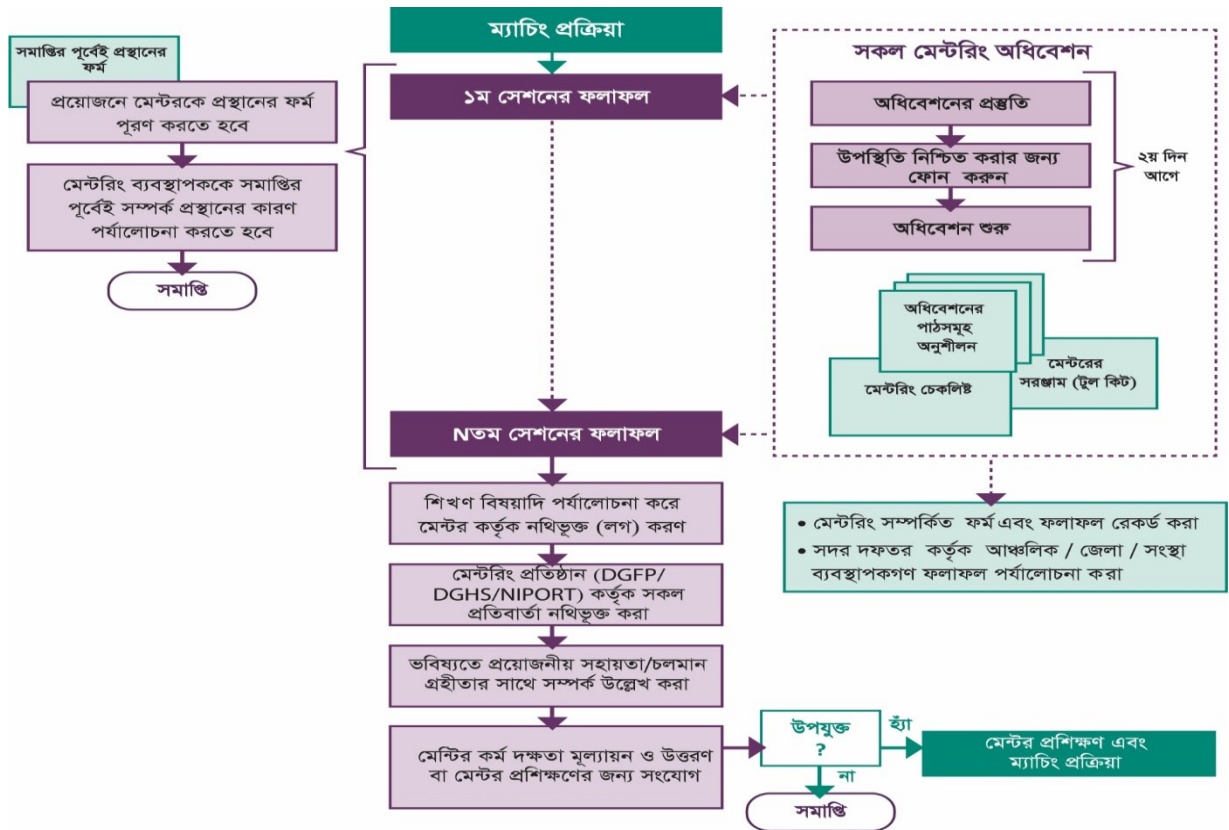 ম্যাচিং প্রক্রিয়া
সমাপ্তির পূর্বেই প্রস্থানের
ফর্ম
প্রয়োজনে মেন্টরকে প্রস্থানের ফর্ম
পূরণ করতে হবে
মেন্টরিং ব্যবস্থাপককে সমাপ্তির
পূর্বেই সম্পর্ক প্রস্থানের কারণ
পর্যালোচনা করতে হবে
সমাপ্তি
১ম সেশনের ফলাফল
সকল মেন্টরিং অধিবেশন
অধিবেশনের প্রস্তুতি
উপস্থিতি নিশ্চিত করার জন্য
ফোন করুন
অধিবেশন শুরু
২য় দিন
আগে
অধিবেশনের
পাঠসমূহ
অনুশীলন
মেন্টরের
সরঞ্জাম (টুল কিট)
মেন্টরিং চেকলিষ্ট
Nতম সেশনের ফলাফল
শিখণ বিষয়াদি পর্যালোচনা করে
মেন্টর কর্তৃক নথিভূক্ত (লগ) করণ
মেন্টরিং প্রতিষ্ঠান (DGFP/
DGHS/NIPORT) কর্তৃক সকল
প্রতিবার্তা নথিভূক্ত করা
ভবিষ্যতে প্রয়োজনীয় সহায়তা/চলমান
গ্রহীতার সাথে সম্পর্ক উল্লেখ করা
মেন্টির কর্ম দক্ষতা মূল্যায়ন ও উত্তরণ
বা মেন্টর প্রশিক্ষণের জন্য সংযোগ
• মেন্টরিং সম্পর্কিত ফর্ম এবং ফলাফল রেকর্ড করা
• সদর দফতর কর্তৃক আঞ্চলিক / জেলা / সংস্থা
ব্যবস্থাপকগণ ফলাফল পর্যালোচনা করা
উপযুক্ত
?
হ্যাঁ
না
সমাপ্তি
মেন্টর প্রশিক্ষণ এবং
ম্যাচিং প্রক্রিয়া